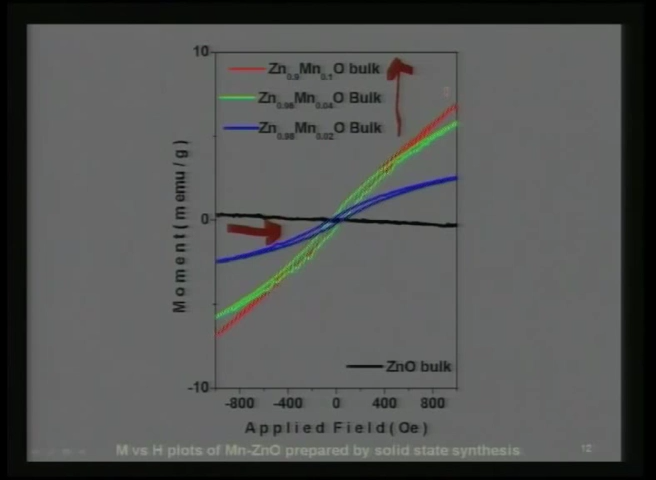 10
Zn0.9Mn0.1O bulk
Zn0.96Mn0.04O Bulk
Zn0.98Mn0.02O Bulk
Moment(memu/g)
0
ZnO bulk
-10
-800 -400 0 400 800
Applied Field(Oe)
M vs H plots of Mn-ZnO prepared by solid state synthesis
12